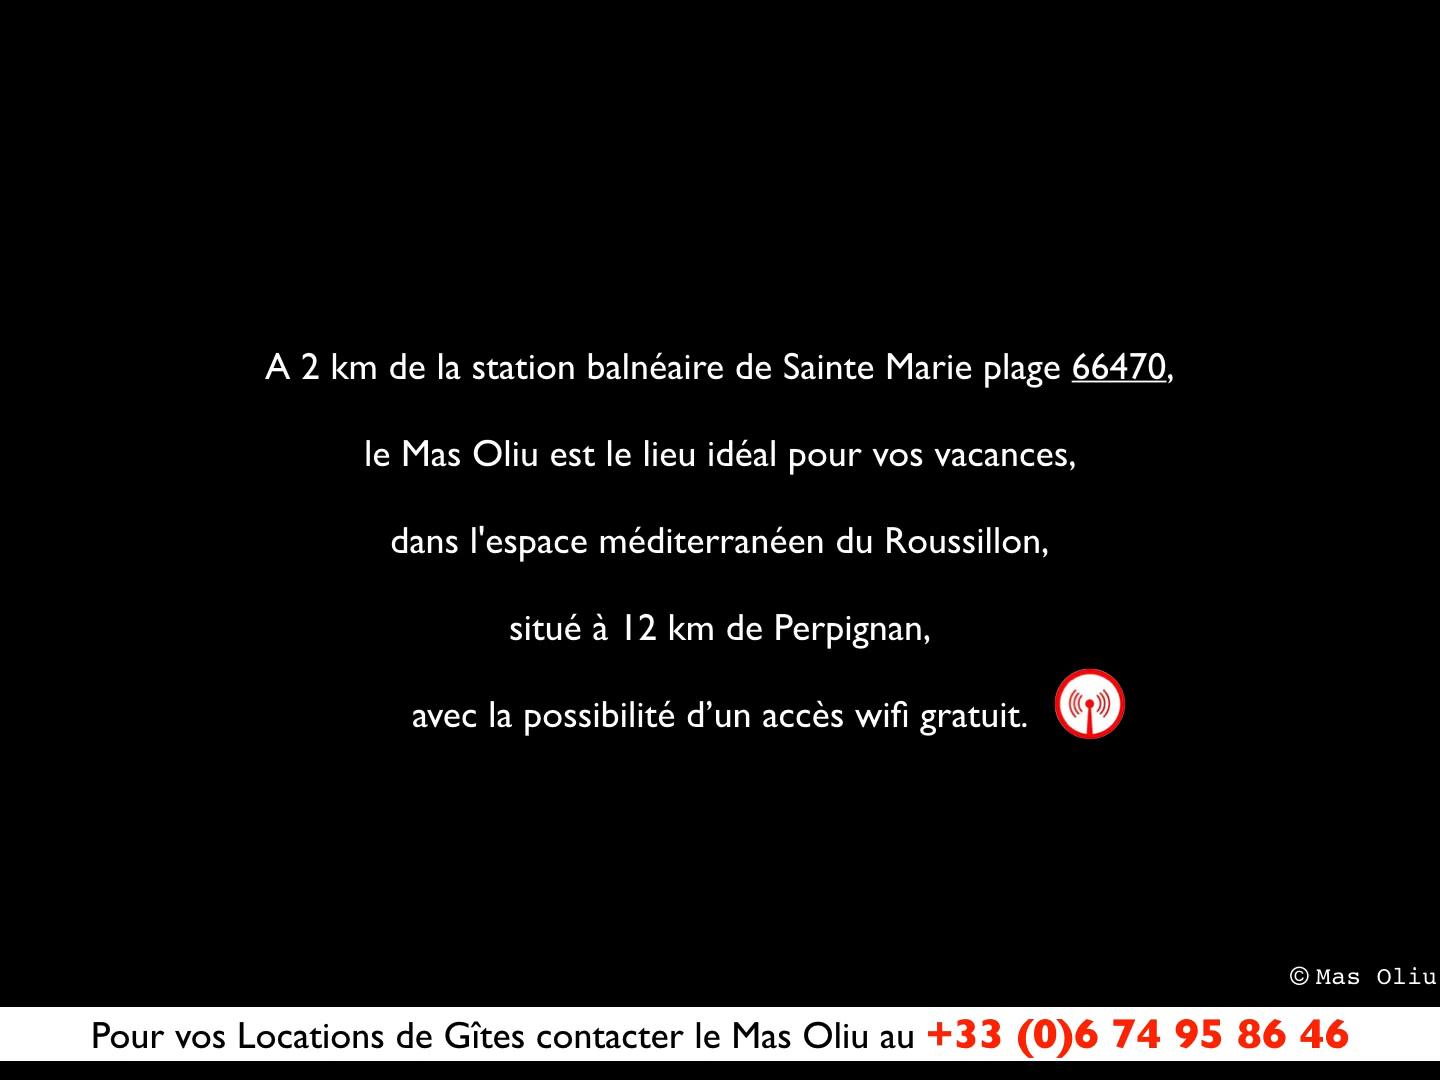 A 2 km de la station balnéaire de Sainte Marie plage 66470,
le Mas Oliu est le lieu idéal pour vos vacances,
dans l'espace méditerranéen du Roussillon,
situé à 12 km de Perpignan,
avec la possibilité d’un accès wifi gratuit.
© Mas Oliu
Pour vos Locations de Gîtes contacter le Mas Oliu au +33 (0)6 74 95 86 46